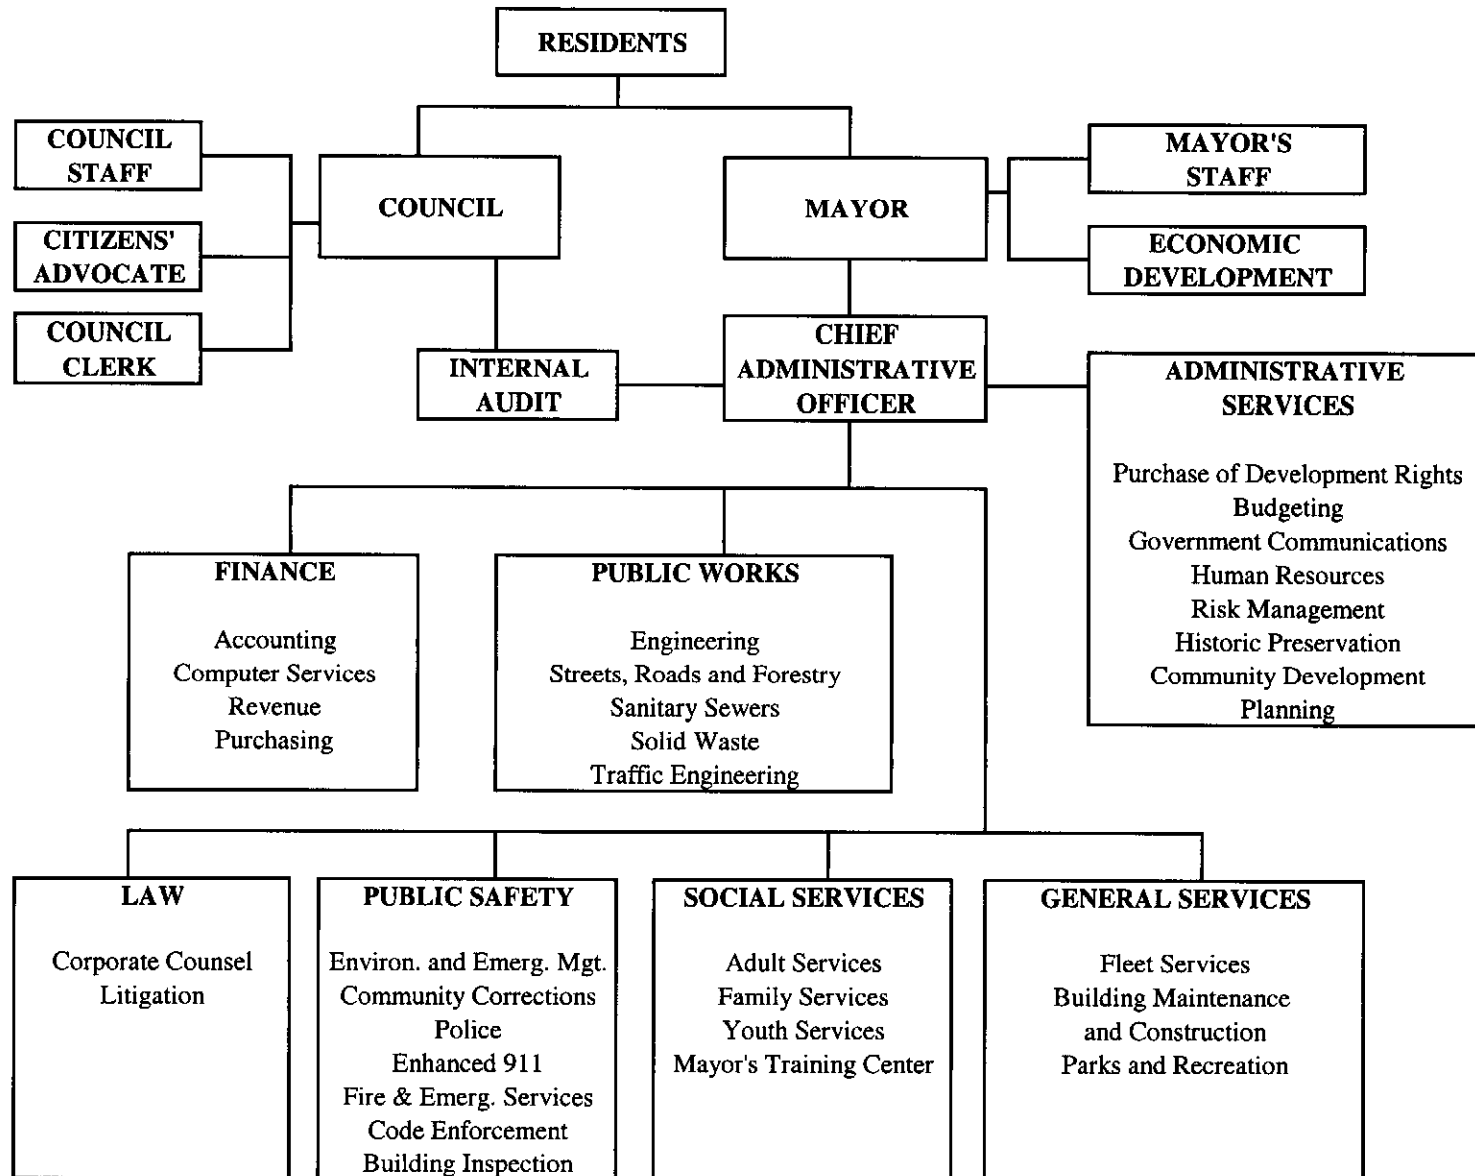 RESIDENTS
COUNCIL
STAFF
CITIZENS'
ADVOCATE
COUNCIL
CLERK
COUNCIL
MAYOR
MAYOR'S
STAFF
ECONOMIC
DEVELOPMENT
INTERNAL
AUDIT
CHIEF
ADMINISTRATIVE
OFFICER
ADMINISTRATIVE
SERVICES
Purchase of Development Rights
Budgeting
Government Communications
Human Resources
Risk Management
Historic Preservation
Community Development
Planning
FINANCE
Accounting
Computer Services
Revenue
Purchasing
PUBLIC WORKS
Engineering
Streets, Roads and Forestry
Sanitary Sewers
Solid Waste
Traffic Engineering
LAW
Corporate Counsel
Litigation
PUBLIC SAFETY
Environ. and Emerg. Mgt.
Community Corrections
Police
Enhanced 911
Fire & Emerg. Services
Code Enforcement
Building Inspection
SOCIAL SERVICES
Adult Services
Family Services
Youth Services
Mayor's Training Center
GENERAL SERVICES
Fleet Services
Building Maintenance
and Construction
Parks and Recreation